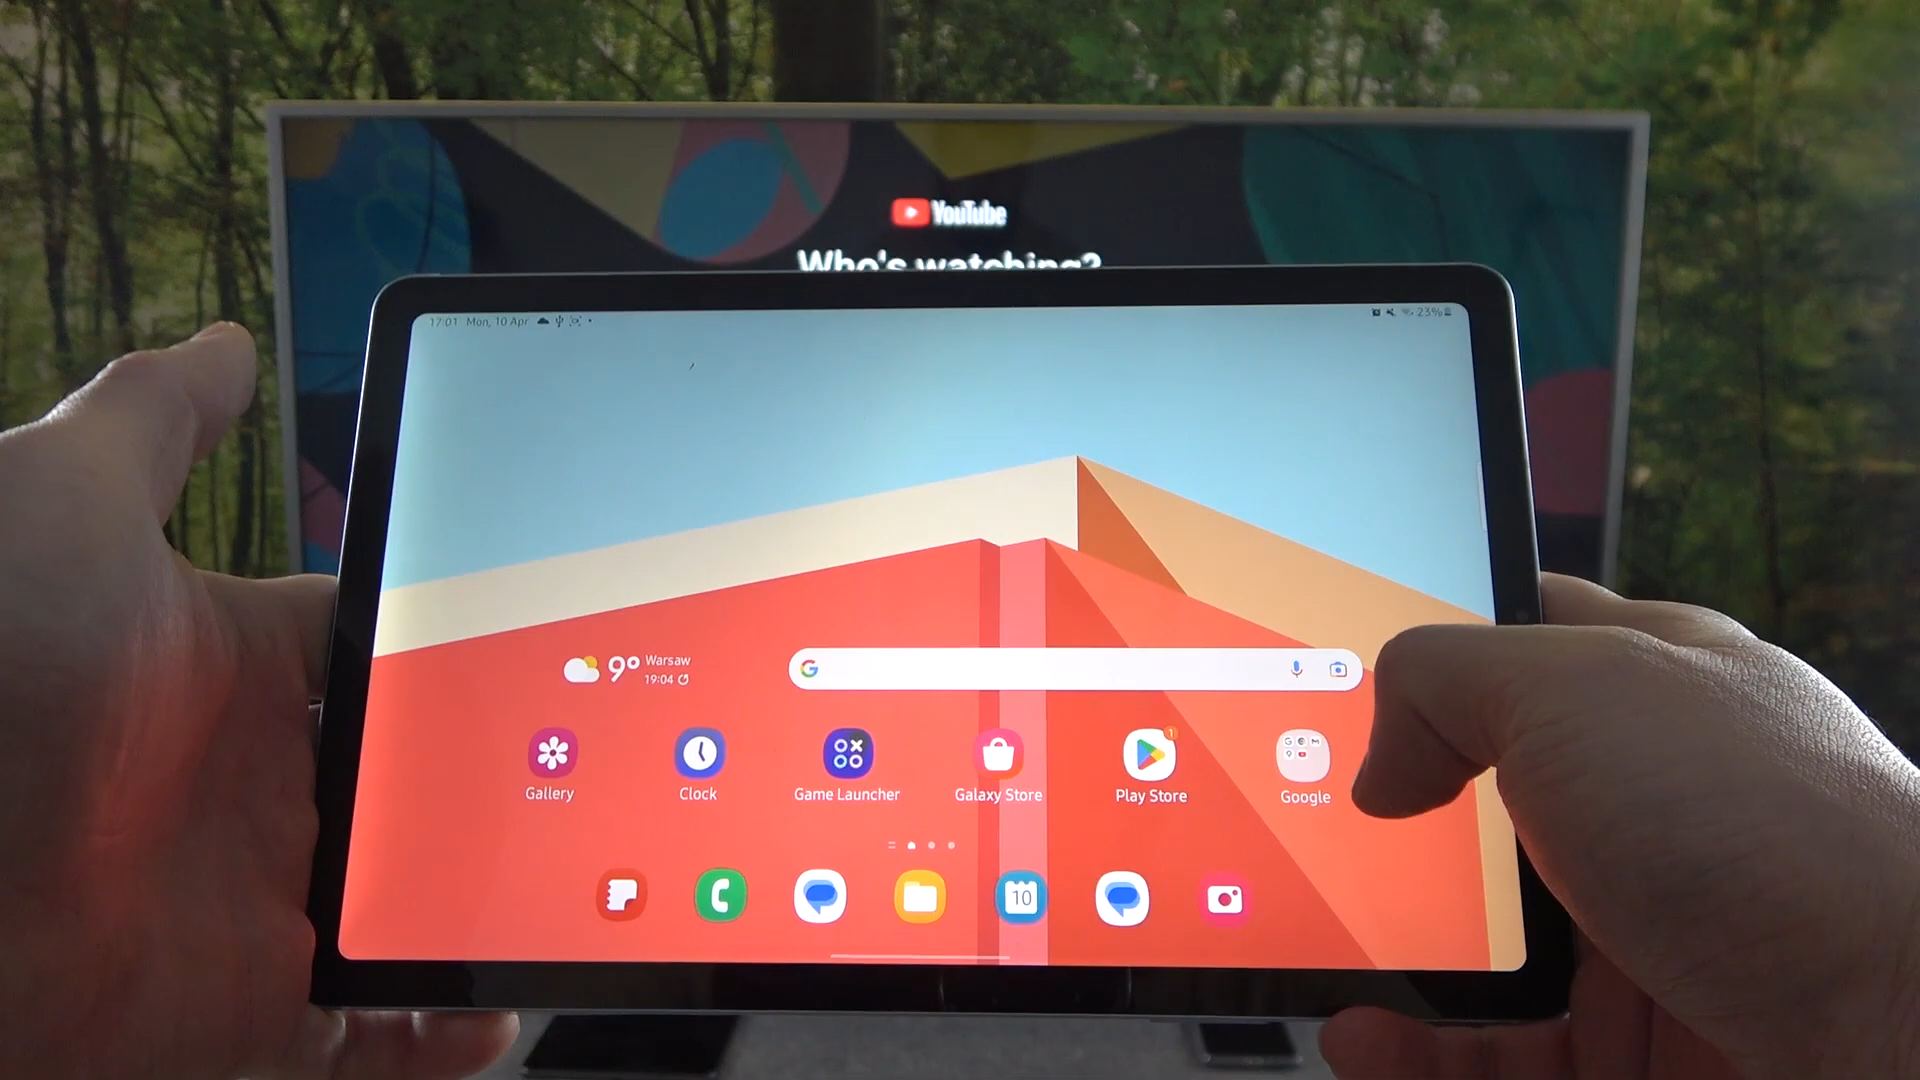 YouTube
Who's watching?
17:01 Mon, 10 Apr
23%
9° Warsaw
19:04
Gallery
Clock
Game Launcher
Galaxy Store
1
Play Store
Google
10